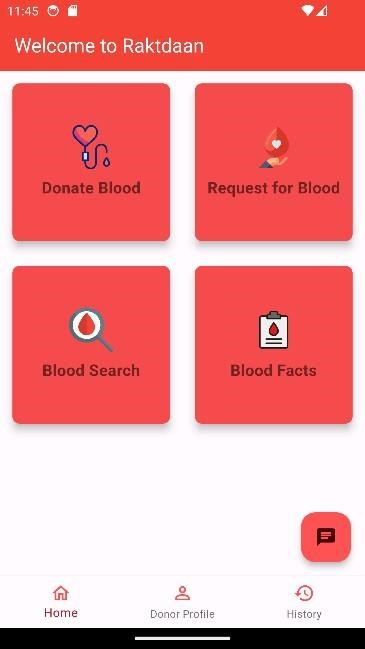 11:45
Welcome to Raktdaan
Donate Blood
Request for Blood
Blood Search
Blood Facts
Home
Donor Profile
History